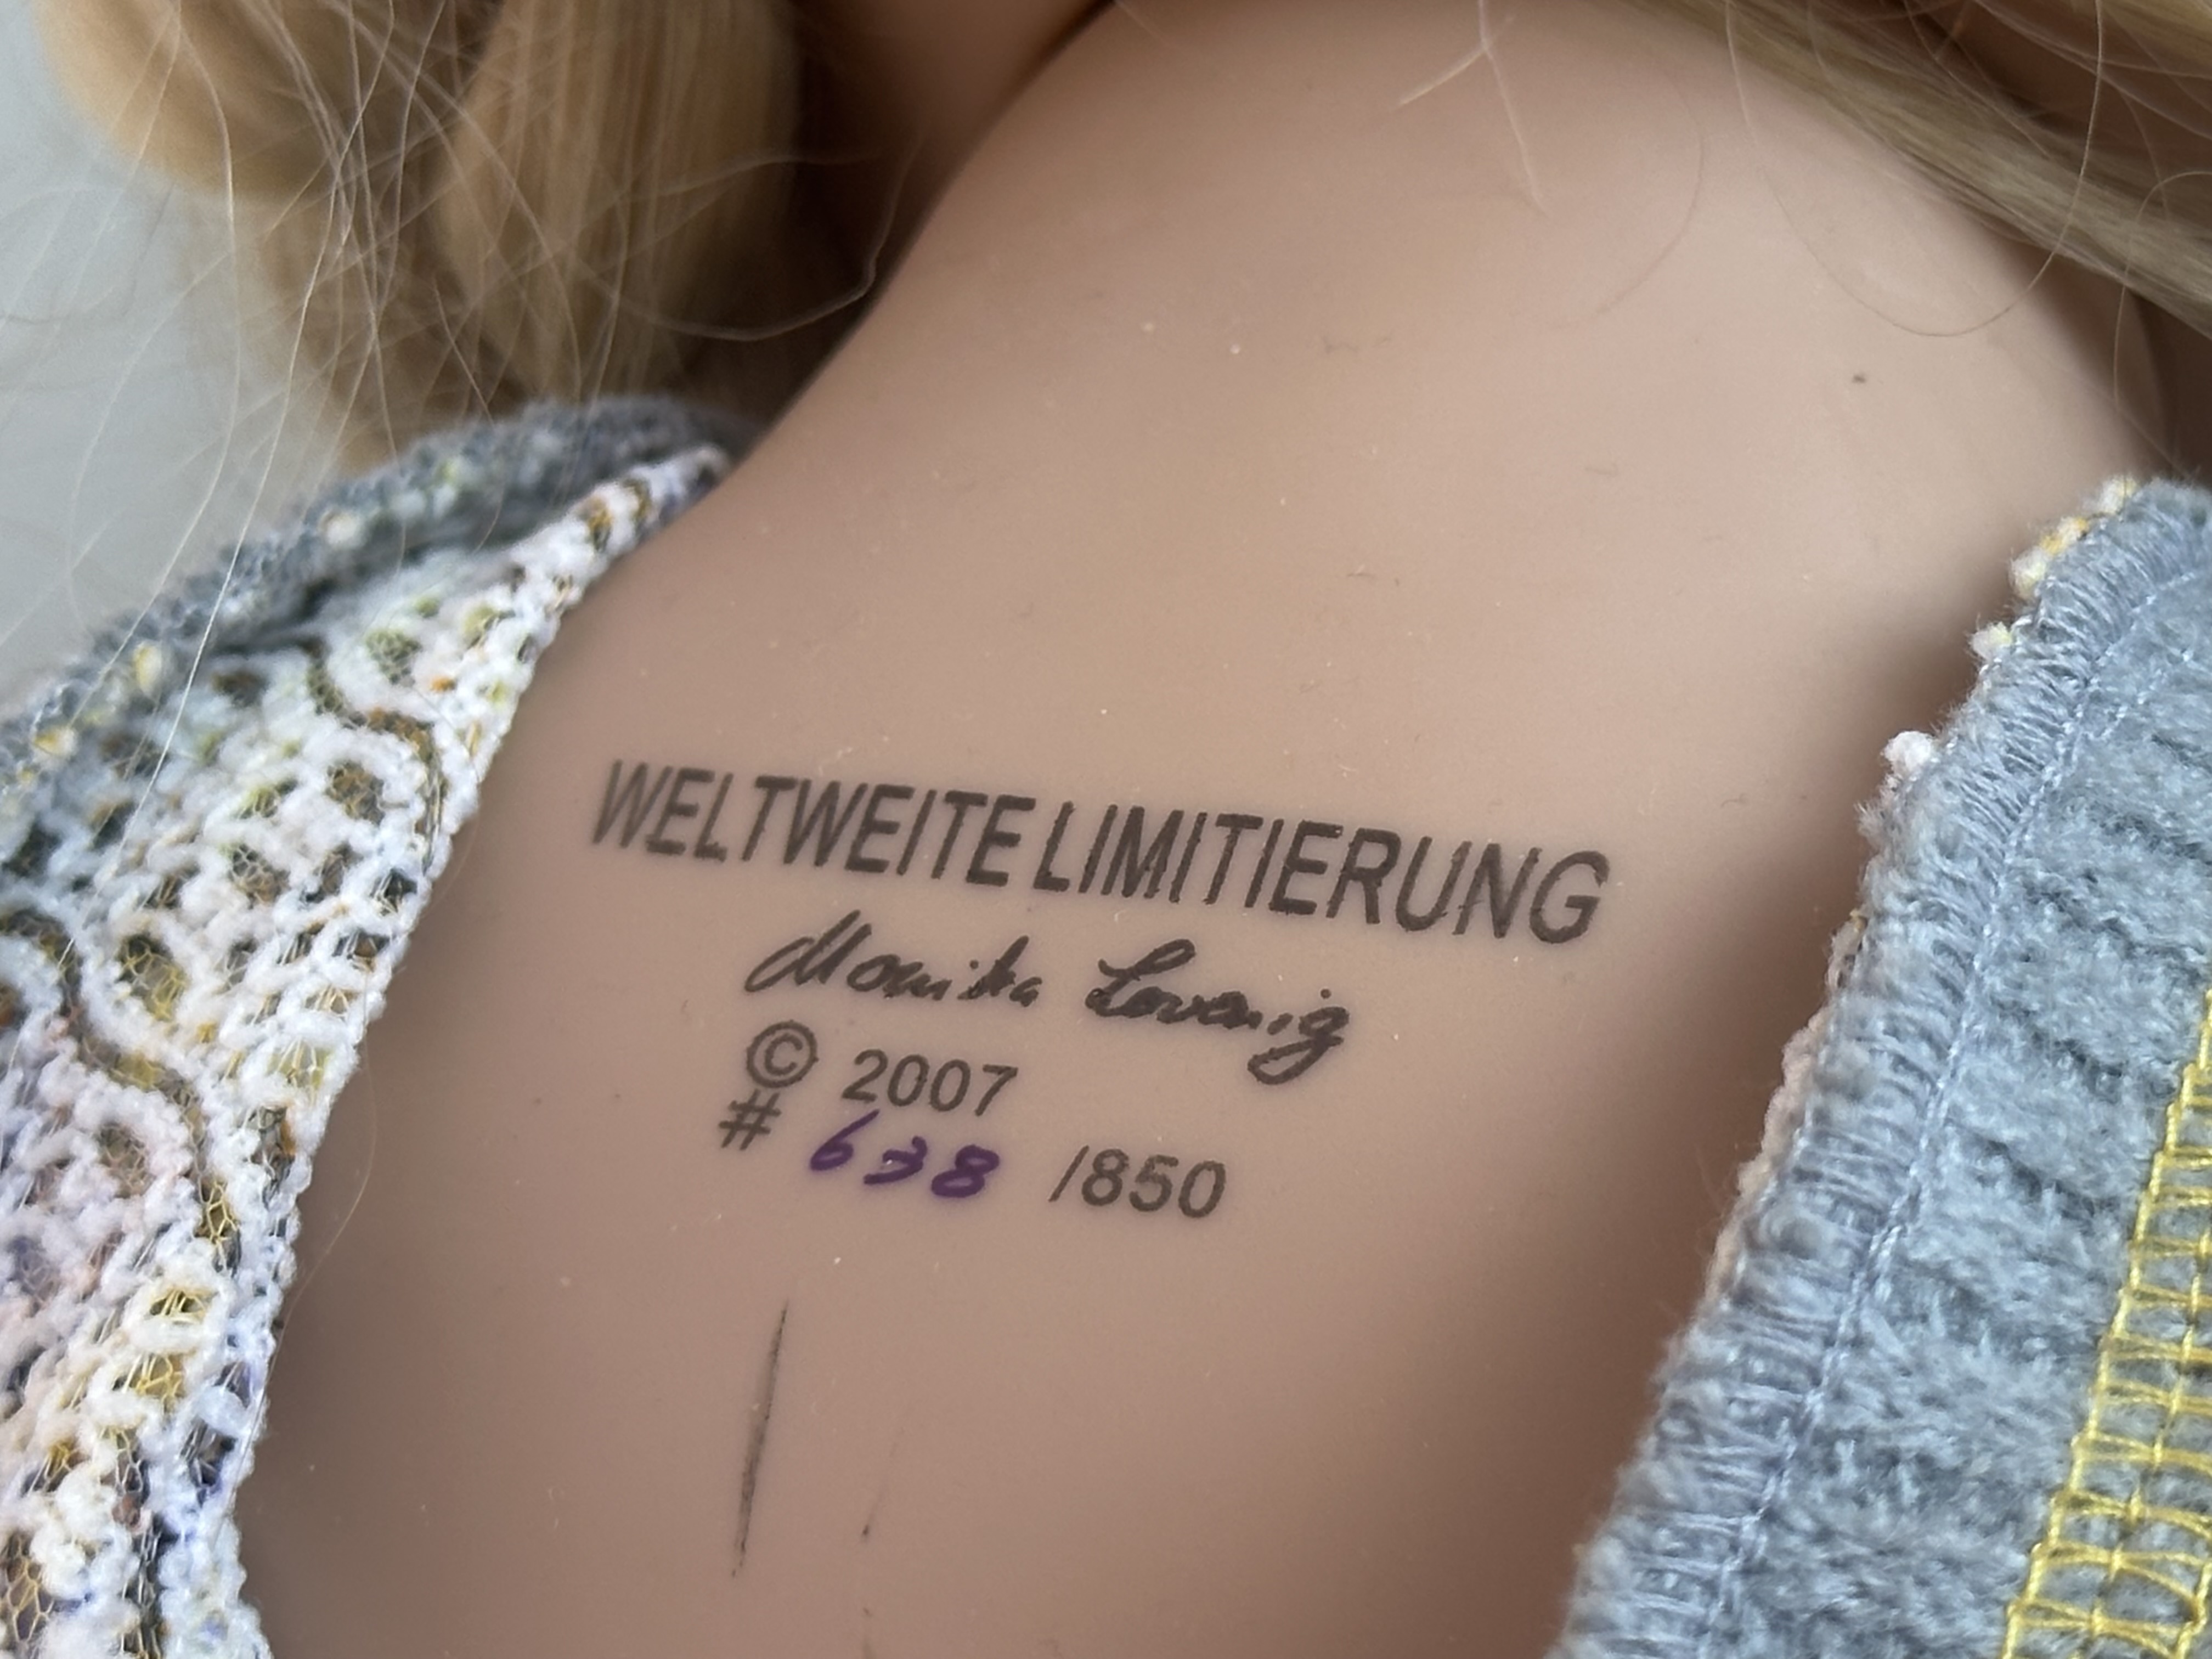 WELTWEITE LIMITIERUNG
Monika Levenig
© 2007
# 638 /850